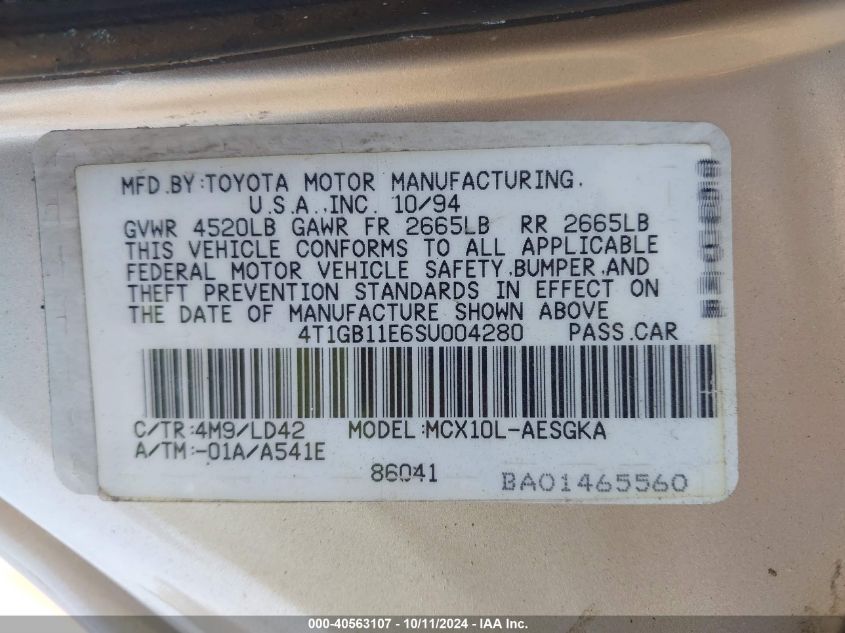 MFD.BY:TOYOTA MOTOR MANUFACTURING.
U.S.A.,INC. 10/94
GVWR 4520LB GAWR FR 2665LB RR 2665LB
THIS VEHICLE CONFORMS TO ALL APPLICABLE
FEDERAL MOTOR VEHICLE SAFETY.BUMPER.AND
THEFT PREVENTION STANDARDS IN EFFECT ON
THE DATE OF MANUFACTURE SHOWN ABOVE
4T1GB11E6SU004280 PASS.CAR
C/TR:4M9/LD42 MODEL:MCX10L-AESGKA
A/TM:-01A/A541E
86041
BA01465560
000-40563107 - 10/11/2024 - IMPACT AUCTIONS LTD.